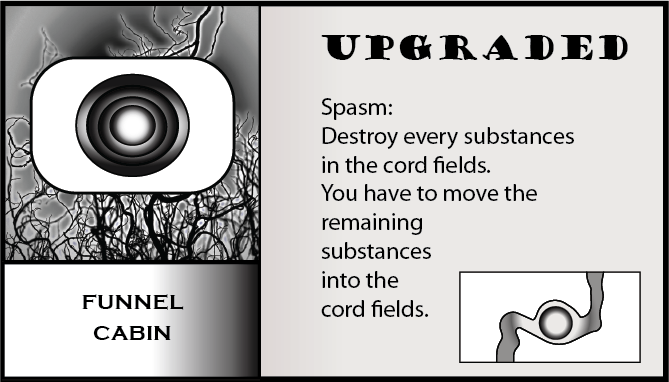 UPGRADED
Spasm:
Destroy every substances
in the cord fields.
You have to move the
remaining
substances
into the
cord fields.
FUNNEL
CABIN